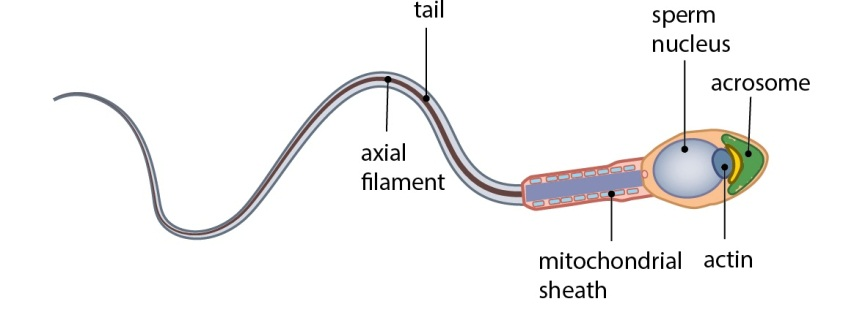 tail
sperm
nucleus
acrosome
axial
filament
mitochondrial
sheath
actin